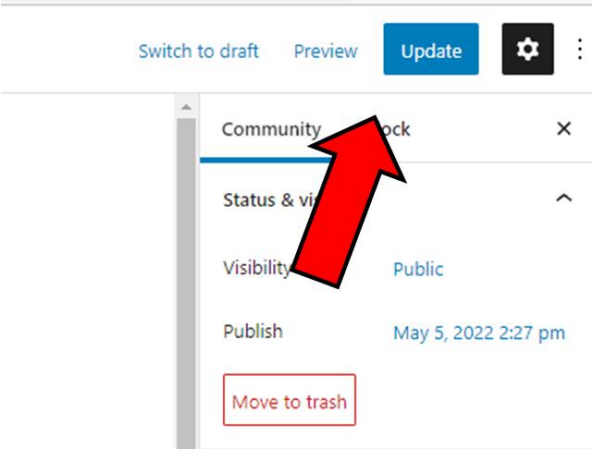 Switch to draft Preview Update
Community ock
Status & vi
Visibility Public
Publish May 5, 2022 2:27 pm
Move to trash